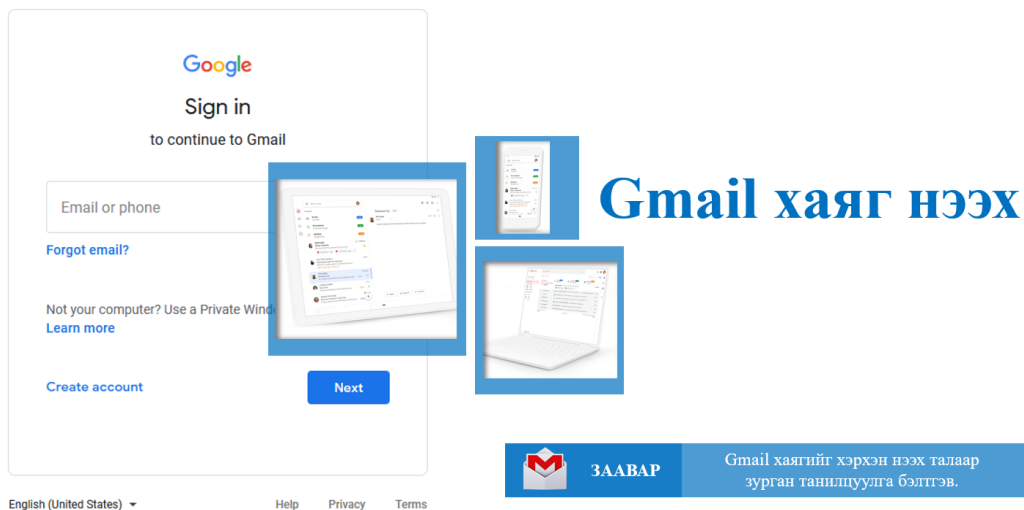 Google
Sign in
to continue to Gmail
Email or phone
Forgot email?
Not your computer? Use a Private Wind
Learn more
Create account
Next
English (United States)
Help
Privacy
Terms
Gmail хаяг нээх
ЗААВАР
Gmail хаягийг хэрхэн нээх талаар
зурган танилцуулга бэлтгэв.